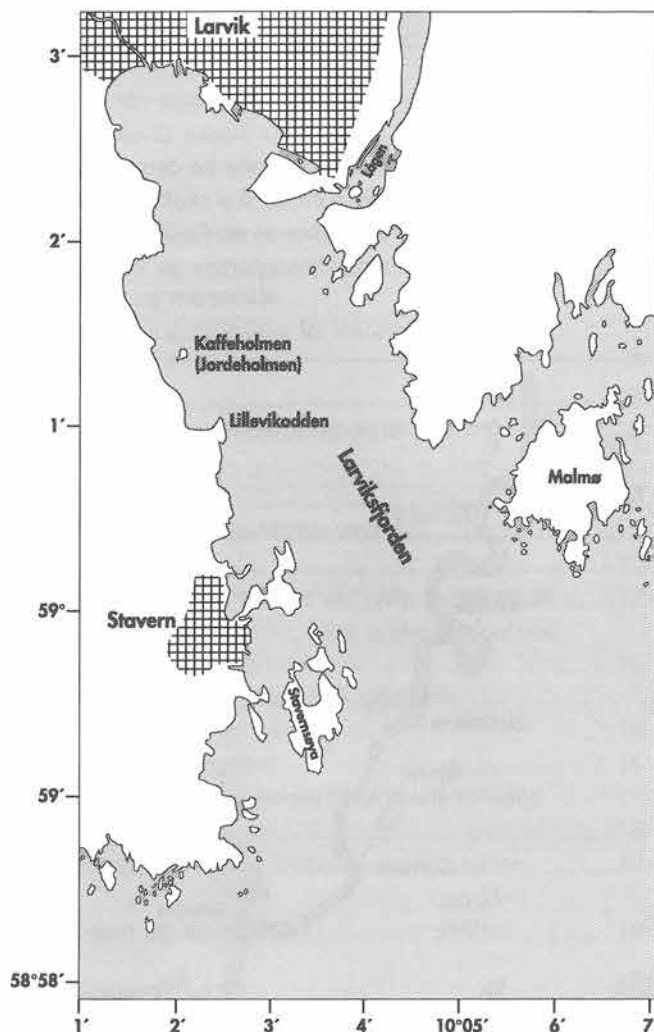 Larvik
3′
Lågen
2′
Kaffeholmen
(Jordeholmen)
1′
Lilløvikodden
Malmø
Larviksfjorden
59°
Stavern
Stavernsøya
59′
58°58′
1′ 2′ 3′ 4′ 10°05′ 6′ 7′